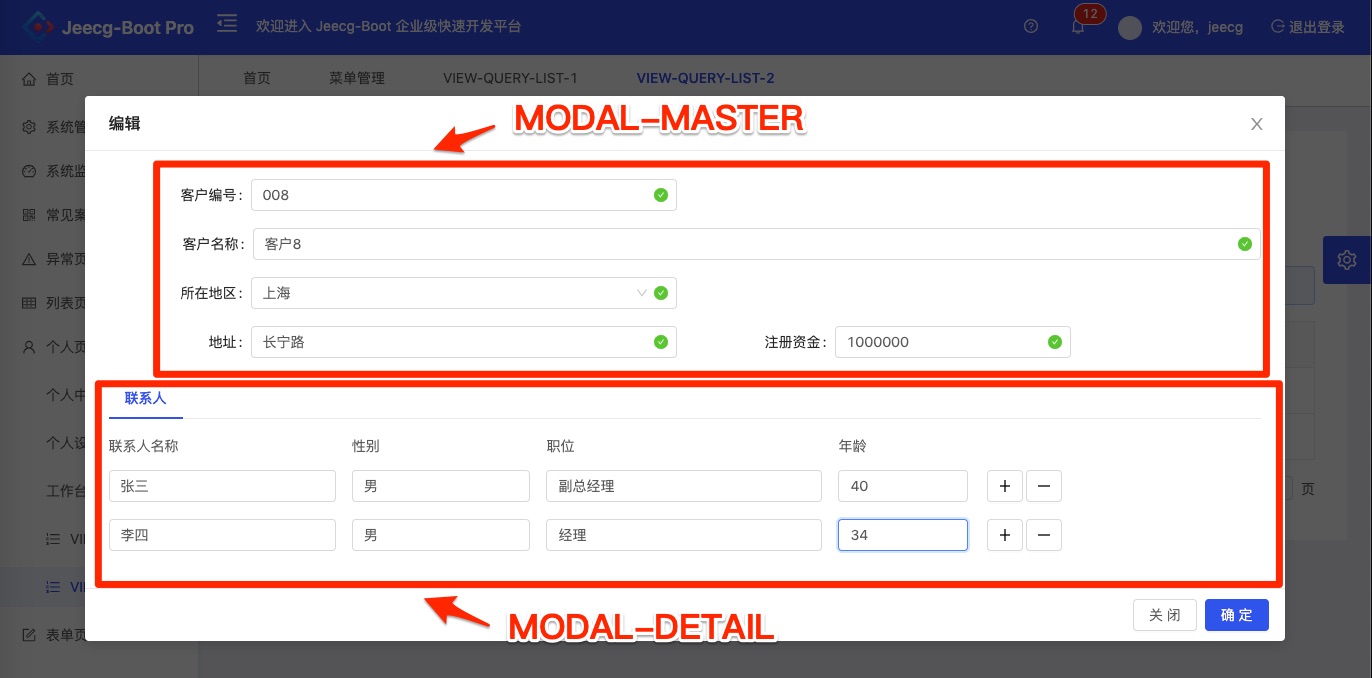 Jeecg-Boot Pro
欢迎进入 Jeecg-Boot 企业级快速开发平台
12
欢迎您，jeecg
退出登录
首页
首页
菜单管理
VIEW-QUERY-LIST-1
VIEW-QUERY-LIST-2
编辑
MODAL-MASTER
系统管
系统监
常见案
异常页
列表页
个人页
个人中
个人设
工作台
VI
VI
表单页
客户编号：
008
客户名称：
客户8
所在地区：
上海
地址：
长宁路
注册资金：
1000000
联系人
联系人名称
性别
职位
年龄
张三
男
副总经理
40
李四
男
经理
34
页
关 闭
确 定
MODAL-DETAIL